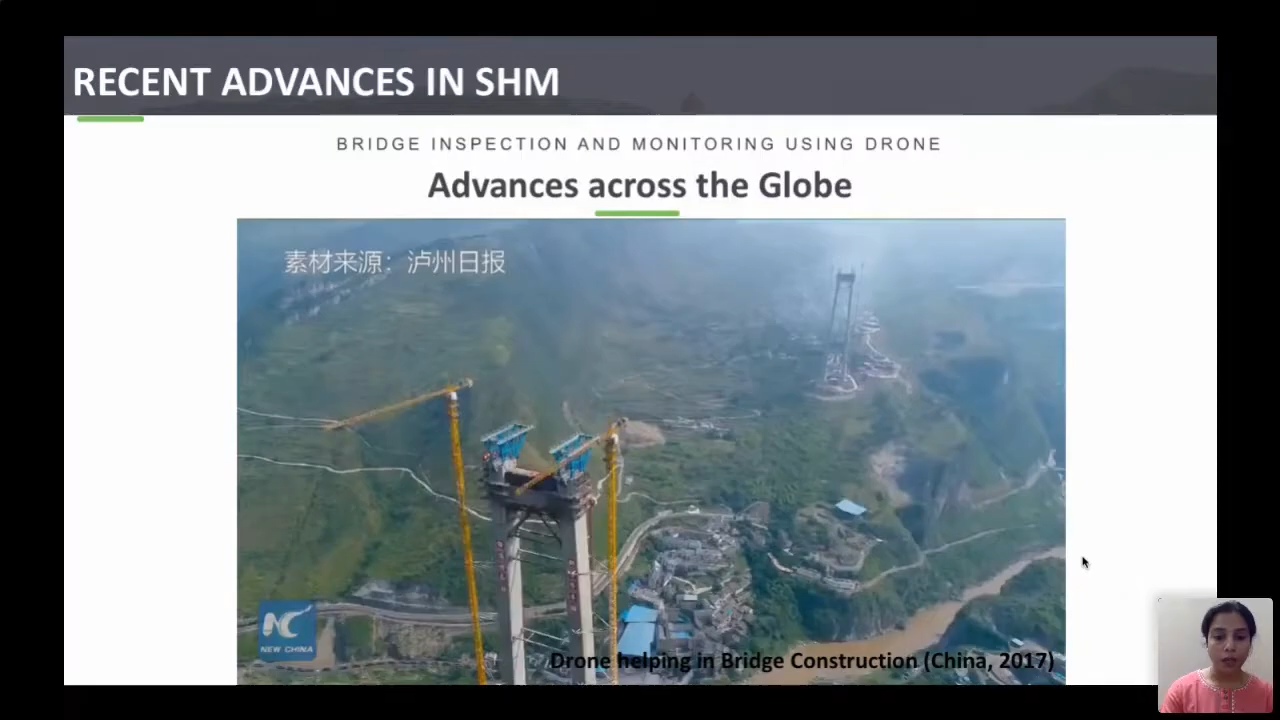 RECENT ADVANCES IN SHM
BRIDGE INSPECTION AND MONITORING USING DRONE
Advances across the Globe
素材来源：泸州日报
NC
NEW CHINA
Drone helping in Bridge Construction (China, 2017)